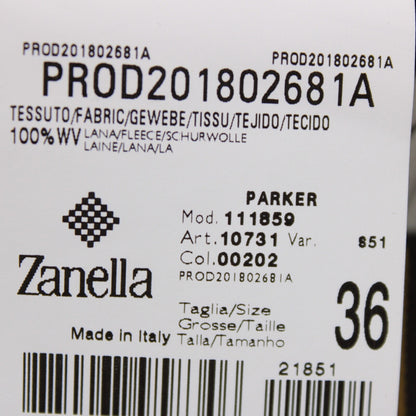 PROD201802681A PROD201802681A
PROD201802681A
TESSUTO/FABRIC/GEWEBE/TISSU/TEJIDO/TECIDO
100%WV LANA/FLEECE/SCHURWOLLE
LAINE/LANA/LA
PARKER
Mod. 111859
Art. 10731 Var. 851
Col. 00202
PROD201802681A
Zanella
Taglia/Size
Grosse/Taille
Talla/Tamanho
36
Made in Italy
21851